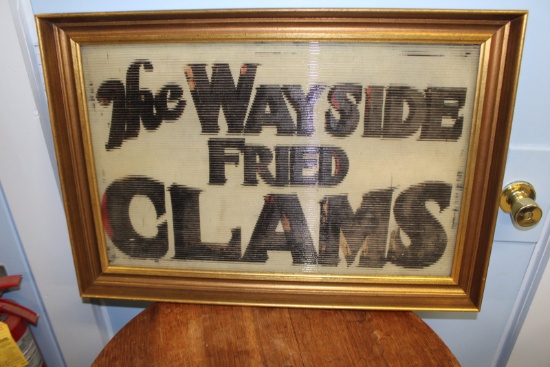 The WAYSIDE
FRIED
CLAMS